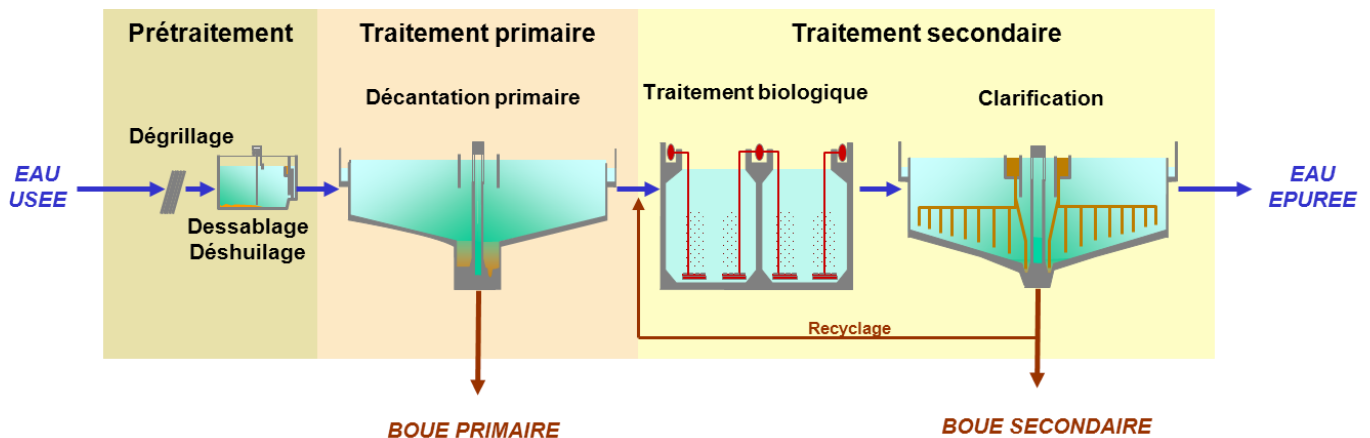 Prétraitement
Traitement primaire
Traitement secondaire
Décantation primaire
Traitement biologique
Clarification
Dégrillage
EAU
USEE
Dessablage
Déshuilage
EAU
EPUREE
Recyclage
BOUE PRIMAIRE
BOUE SECONDAIRE